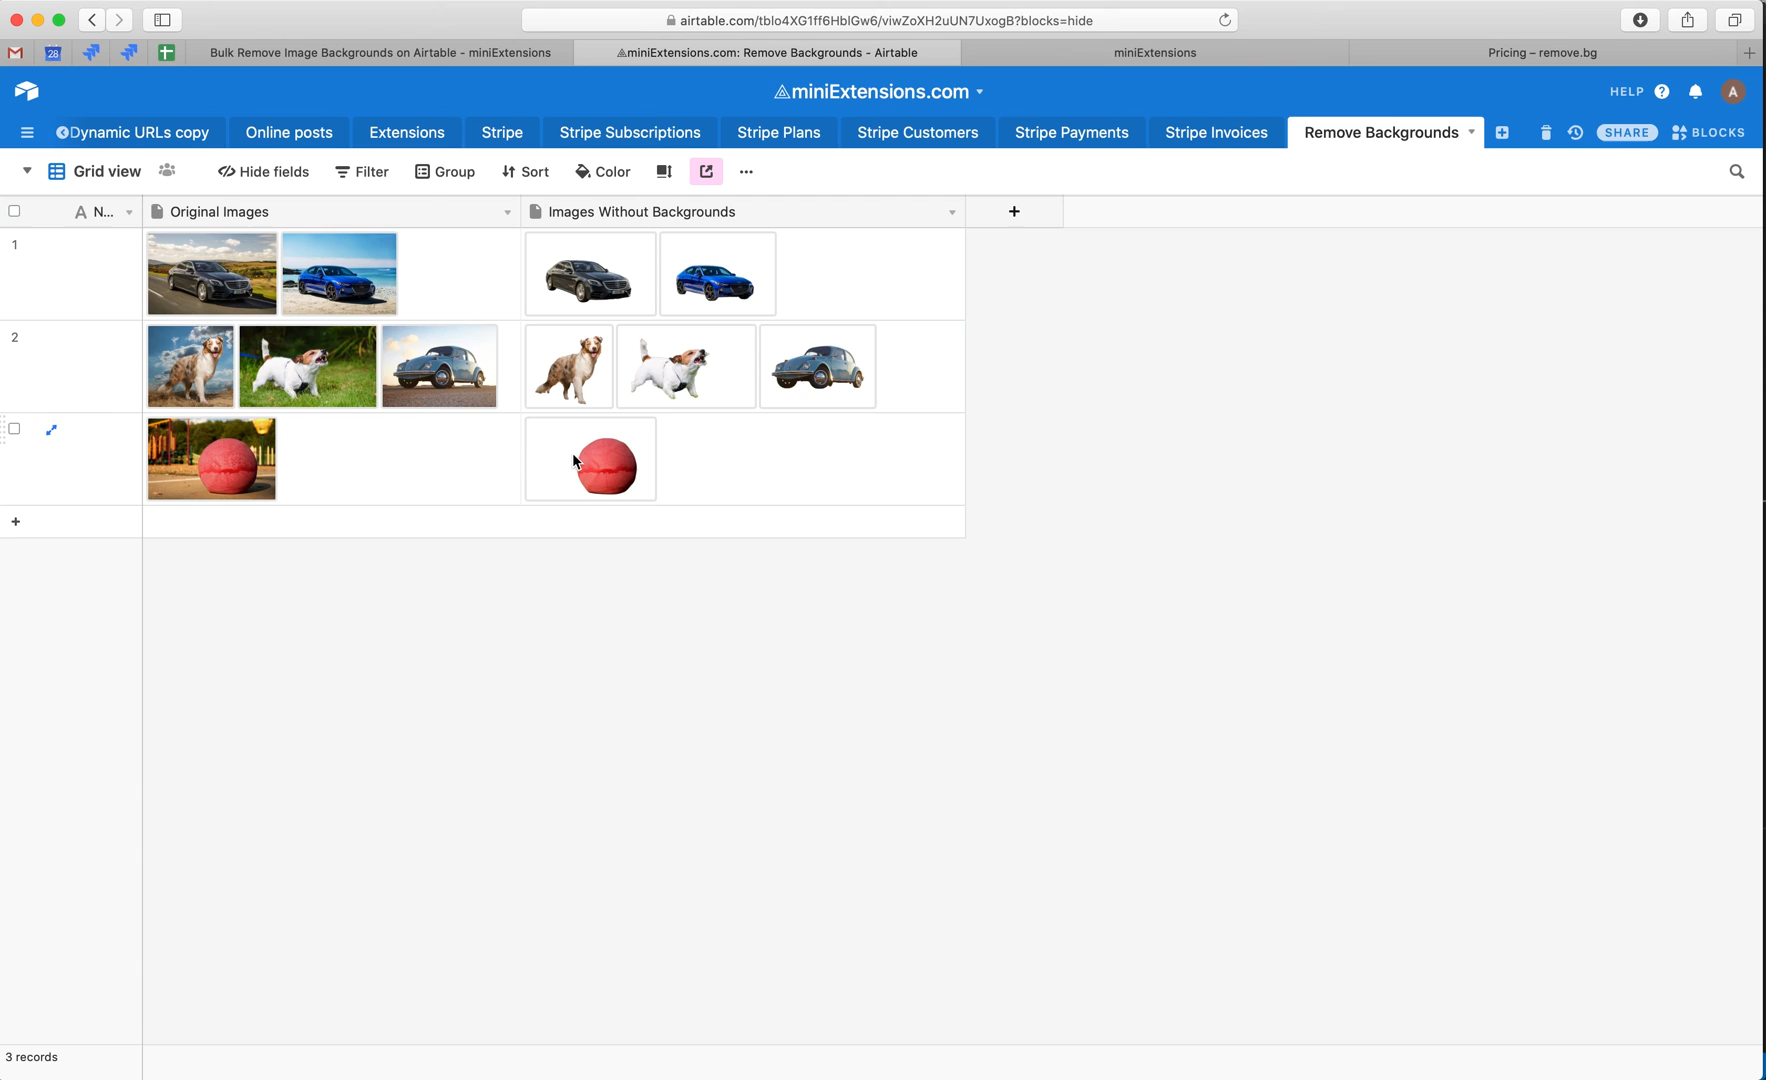 airtable.com/tblo4XG1ff6HblGw6/viwZoXH2uUN7UxogB?blocks=hide
28
Bulk Remove Image Backgrounds on Airtable - miniExtensions
miniExtensions.com: Remove Backgrounds - Airtable
miniExtensions
Pricing – remove.bg
miniExtensions.com
HELP
A
Dynamic URLs copy
Online posts
Extensions
Stripe
Stripe Subscriptions
Stripe Plans
Stripe Customers
Stripe Payments
Stripe Invoices
Remove Backgrounds
SHARE
BLOCKS
Grid view
Hide fields
Filter
Group
Sort
Color
A N...
Original Images
Images Without Backgrounds
1
2
3 records